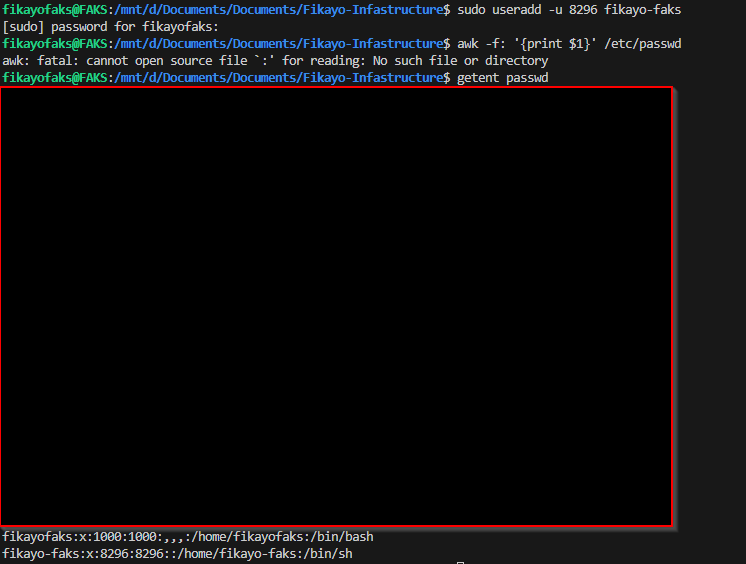 fikayofaks@FAKS:/mnt/d/Documents/Documents/Fikayo-Infastructure$ sudo useradd -u 8296 fikayo-faks
[sudo] password for fikayofaks:
fikayofaks@FAKS:/mnt/d/Documents/Documents/Fikayo-Infastructure$ awk -f: '{print $1}' /etc/passwd
awk: fatal: cannot open source file `:' for reading: No such file or directory
fikayofaks@FAKS:/mnt/d/Documents/Documents/Fikayo-Infastructure$ getent passwd
fikayofaks:x:1000:1000:,,,:/home/fikayofaks:/bin/bash
fikayo-faks:x:8296:8296::/home/fikayo-faks:/bin/sh